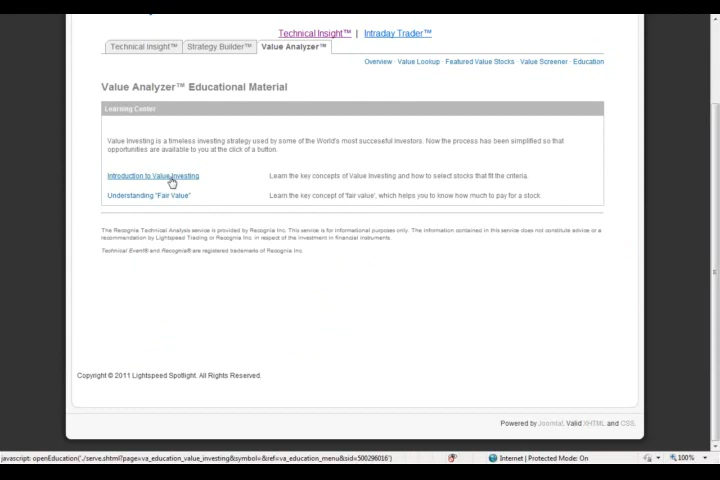 Technical Insight™ | Intraday Trader™
Technical Insight™ Strategy Builder™ Value Analyzer™
Overview · Value Lookup · Featured Value Stocks · Value Screener · Education
Value Analyzer™ Educational Material
Learning Center
Value Investing is a timeless investing strategy used by some of the World's most successful investors. Now the process has been simplified so that
opportunities are available to you at the click of a button.
Introduction to Value Investing Learn the key concepts of Value Investing and how to select stocks that fit the criteria.
Understanding "Fair Value" Learn the key concept of 'fair value', which helps you to know how much to pay for a stock
The Recognia Technical Analysis service is provided by Recognia Inc. This service is for informational purposes only. The information contained in this service does not constitute advice or a
recommendation by Lightspeed Trading or Recognia Inc. in respect of the investment in financial instruments.
Technical Event® and Recognia® are registered trademarks of Recognia Inc.
Copyright © 2011 Lightspeed Spotlight. All Rights Reserved.
Powered by Joomla!. Valid XHTML and CSS.
javascript: openEducation('./serve.shtml?page=va_education_value_investing&symbol=&ref=va_education_menu&sid=500296016') Internet | Protected Mode: On 100%